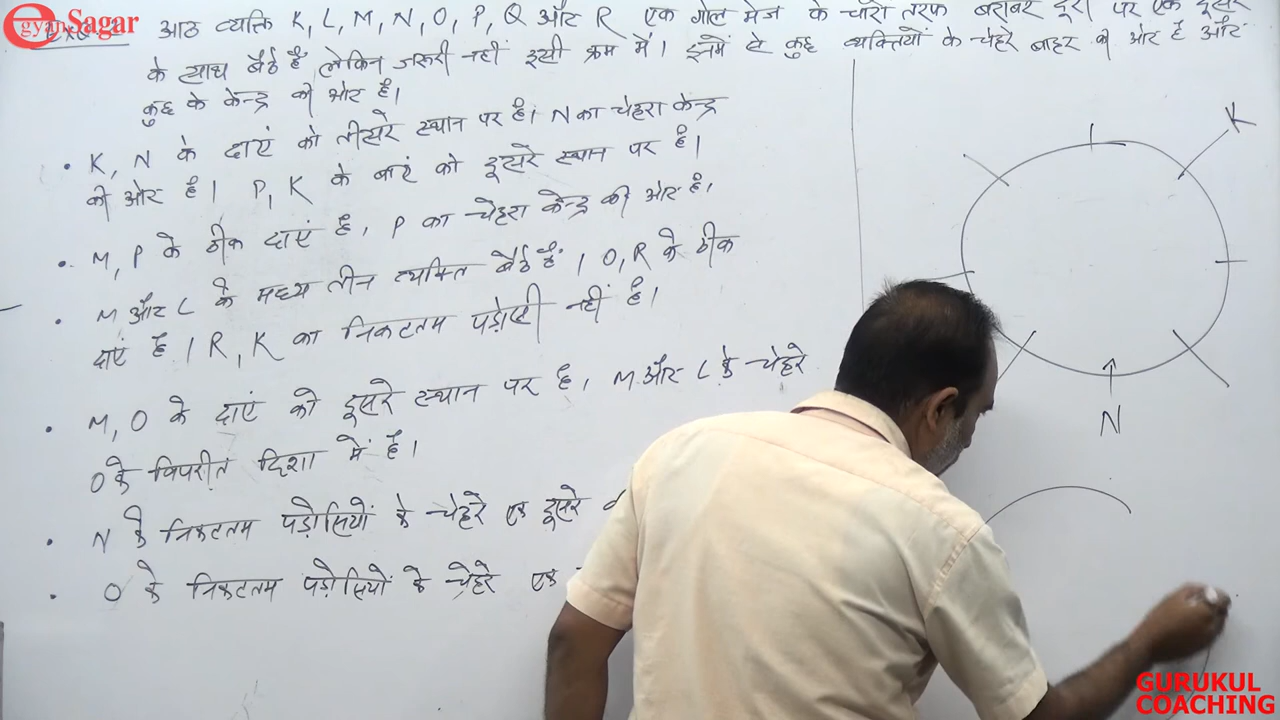 egyan Sagar
आठ व्यक्ति K, L, M, N, O, P, Q और R एक गोल मेज के चारो तरफ बराबर दूरी पर एक दूसरे
के साथ बैठे हैं लेकिन जरूरी नहीं इसी क्रम में। इनमें से कुछ व्यक्तियों के चेहरे बाहर की ओर हैं और
कुछ के केन्द्र की ओर हैं।
• K, N के दाएं को तीसरे स्थान पर है। N का चेहरा केन्द्र
की ओर है। P, K के बाएं को दूसरे स्थान पर है।
• M, P के ठीक दाएं है, P का चेहरा केन्द्र की ओर है।
• M और L के मध्य तीन व्यक्ति बैठे हैं, O, R के ठीक
दाएं है। R, K का निकटतम पड़ोसी नहीं है।
• M, O के दाएं को दूसरे स्थान पर है, M और L के चेहरे
O के विपरीत दिशा में है।
• N के निकटतम पड़ोसियों के चेहरे एक दूसरे
• O के निकटतम पड़ोसियों के चेहरे एक
K
N
GURUKUL
COACHING